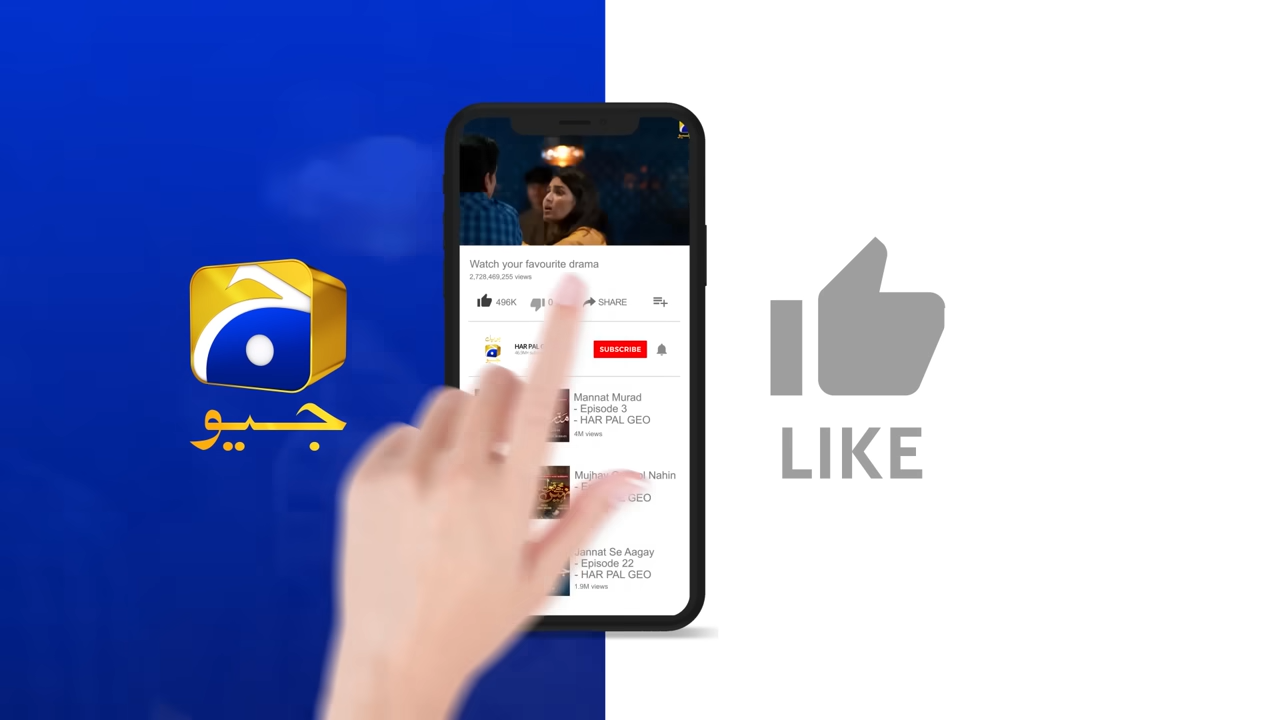 جیو
Watch your favourite drama
2,728,469,255 views
496K
0
SHARE
HAR PAL
SUBSCRIBE
Mannat Murad
- Episode 3
- HAR PAL GEO
4M views
Mujhay Nahin
GEO
Jannat Se Aagay
- Episode 22
- HAR PAL GEO
1.9M views
LIKE